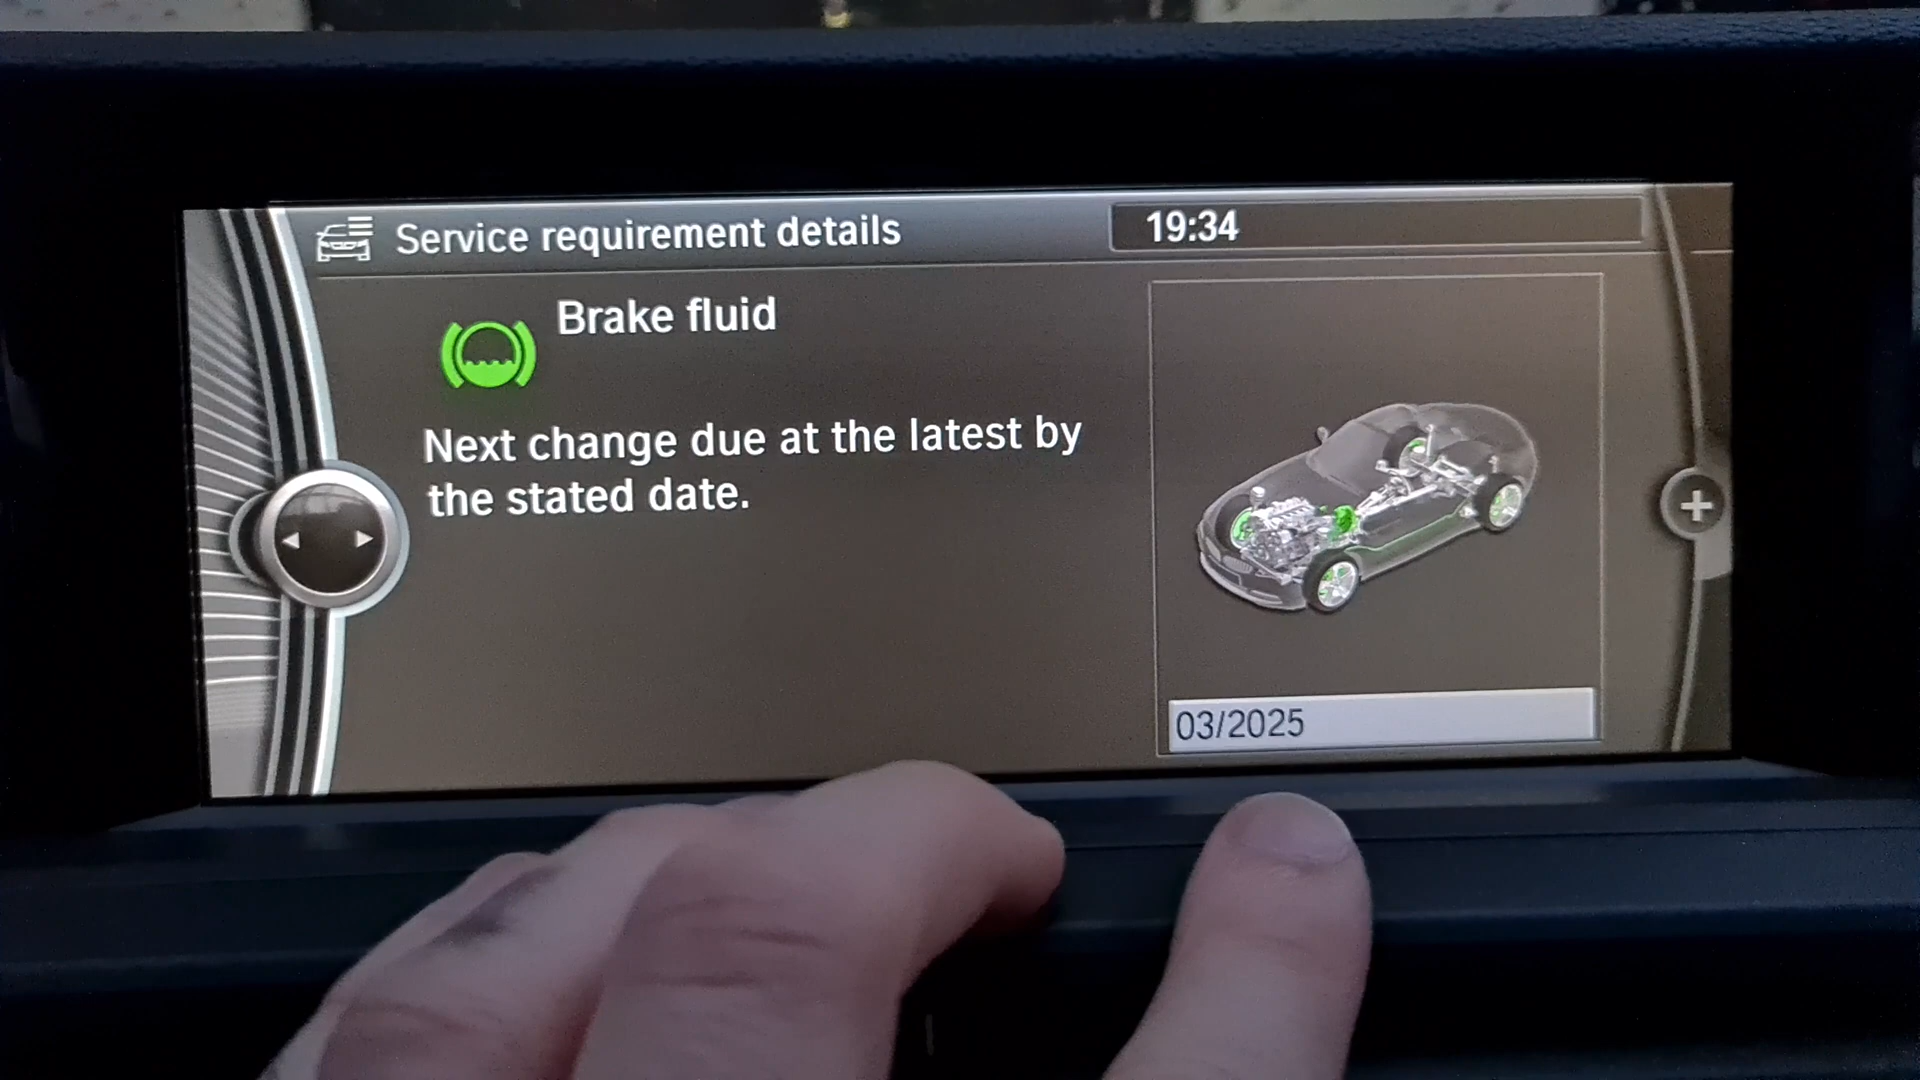 Service requirement details
19:34
Brake fluid
Next change due at the latest by
the stated date.
03/2025